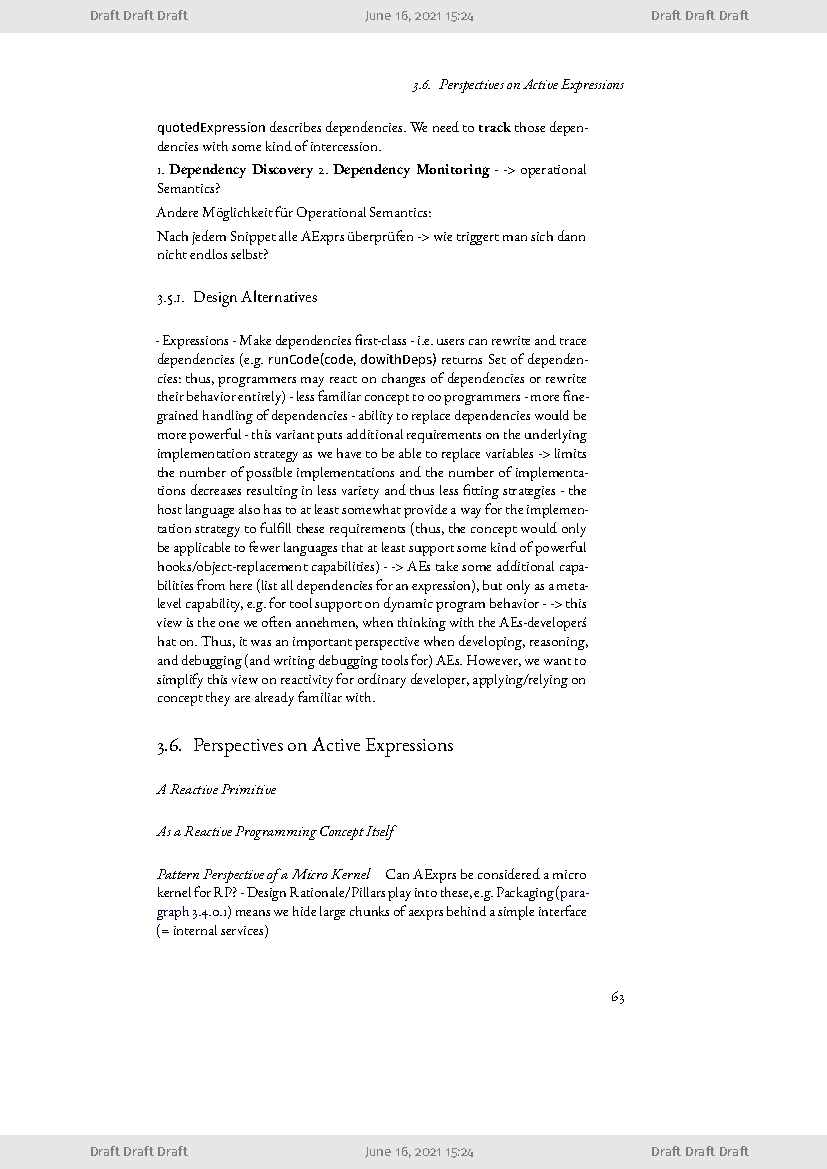 Draft Draft Draft June 16, 2021 15:24 Draft Draft Draft
3.6. Perspectives on Active Expressions
quotedExpression describes dependencies. We need to track those depen-
dencies with some kind of intercession.
1. Dependency Discovery 2. Dependency Monitoring - -> operational
Semantics?
Andere Möglichkeit für Operational Semantics:
Nach jedem Snippet alle AExprs überprüfen -> wie triggert man sich dann
nicht endlos selbst?
3.5.1. Design Alternatives
- Expressions - Make dependencies first-class - i.e. users can rewrite and trace
dependencies (e.g. runCode(code, dowithDeps) returns Set of dependen-
cies: thus, programmers may react on changes of dependencies or rewrite
their behavior entirely) - less familiar concept to oo programmers - more fine-
grained handling of dependencies - ability to replace dependencies would be
more powerful - this variant puts additional requirements on the underlying
implementation strategy as we have to be able to replace variables -> limits
the number of possible implementations and the number of implementa-
tions decreases resulting in less variety and thus less fitting strategies - the
host language also has to at least somewhat provide a way for the implemen-
tation strategy to fulfill these requirements (thus, the concept would only
be applicable to fewer languages that at least support some kind of powerful
hooks/object-replacement capabilities) - -> AEs take some additional capa-
bilities from here (list all dependencies for an expression), but only as a meta-
level capability, e.g. for tool support on dynamic program behavior - -> this
view is the one we often annehmen, when thinking with the AEs-developerś
hat on. Thus, it was an important perspective when developing, reasoning,
and debugging (and writing debugging tools for) AEs. However, we want to
simplify this view on reactivity for ordinary developer, applying/relying on
concept they are already familiar with.
3.6. Perspectives on Active Expressions
A Reactive Primitive
As a Reactive Programming Concept Itself
Pattern Perspective of a Micro Kernel Can AExprs be considered a micro
kernel for RP? - Design Rationale/Pillars play into these, e.g. Packaging (para-
graph 3.4.0.1) means we hide large chunks of aexprs behind a simple interface
(= internal services)
63
Draft Draft Draft June 16, 2021 15:24 Draft Draft Draft